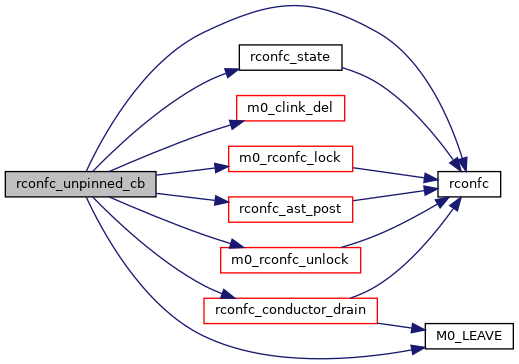 rconfc_state
m0_clink_del
m0_rconfc_lock
rconfc_unpinned_cb
rconfc
rconfc_ast_post
m0_rconfc_unlock
rconfc_conductor_drain
M0_LEAVE